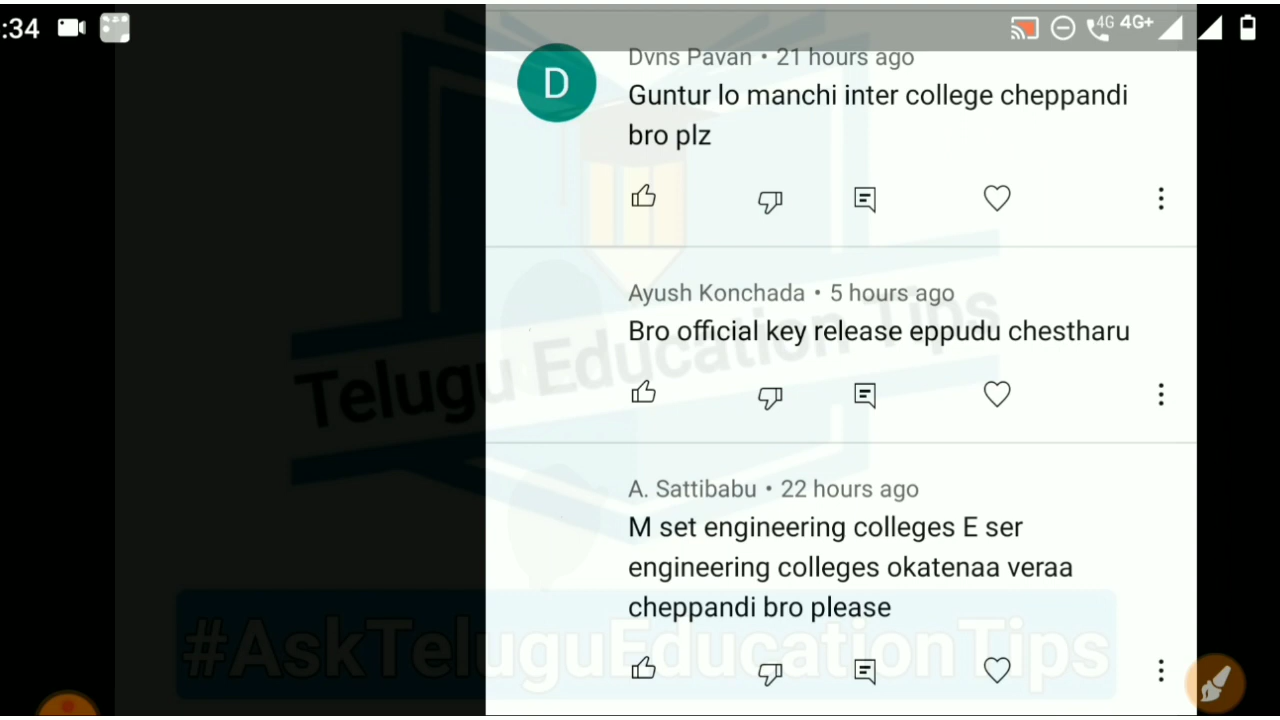 :34
4G 4G+
Dvns Pavan • 21 hours ago
D
Guntur lo manchi inter college cheppandi
bro plz
Ayush Konchada • 5 hours ago
Bro official key release eppudu chestharu
Telugu Education Tips
A. Sattibabu • 22 hours ago
M set engineering colleges E ser
engineering colleges okatenaa veraa
cheppandi bro please
#AskTeluguEducationTips